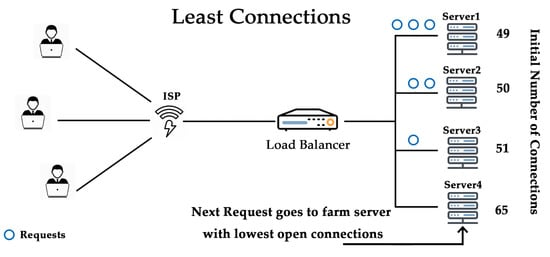 Least Connections
Server1
49
ISP
Server2
50
Load Balancer
Server3
51
Server4
65
Initial Number of Connections
Next Request goes to farm server
with lowest open connections
Requests